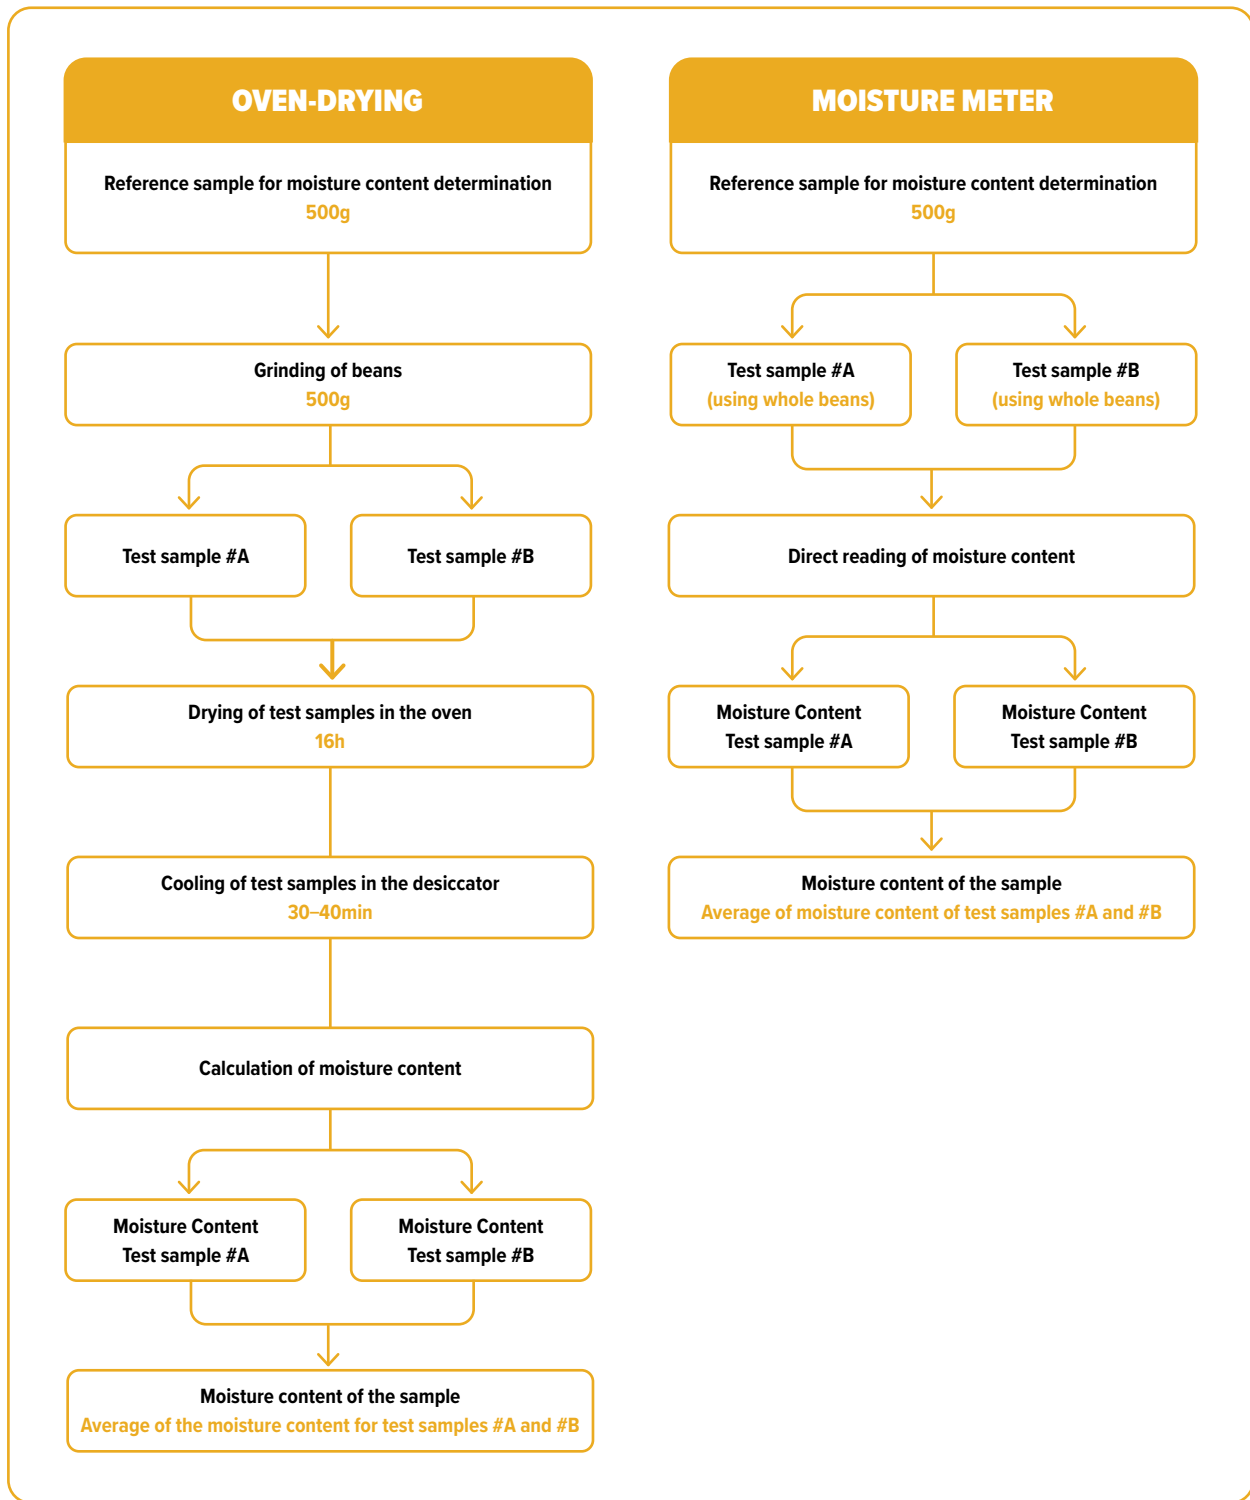 OVEN-DRYING
Reference sample for moisture content determination
500g
Grinding of beans
500g
Test sample #A
Test sample #B
Drying of test samples in the oven
16h
Cooling of test samples in the desiccator
30–40min
Calculation of moisture content
Moisture Content
Test sample #A
Moisture Content
Test sample #B
Moisture content of the sample
Average of the moisture content for test samples #A and #B
MOISTURE METER
Reference sample for moisture content determination
500g
Test sample #A
(using whole beans)
Test sample #B
(using whole beans)
Direct reading of moisture content
Moisture Content
Test sample #A
Moisture Content
Test sample #B
Moisture content of the sample
Average of moisture content of test samples #A and #B